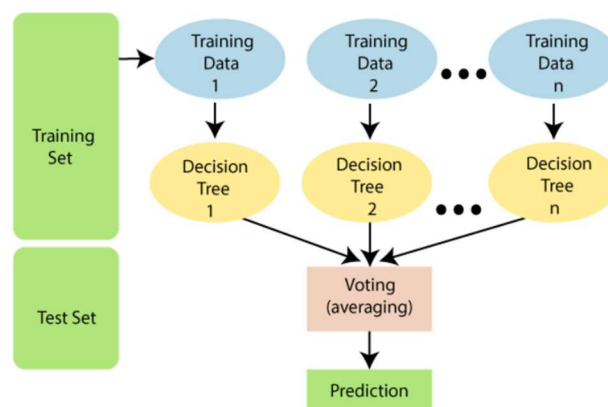 Training
Set
Test Set
Training
Data
1
Training
Data
2
Training
Data
n
Decision
Tree
1
Decision
Tree
2
Decision
Tree
n
Voting
(averaging)
Prediction